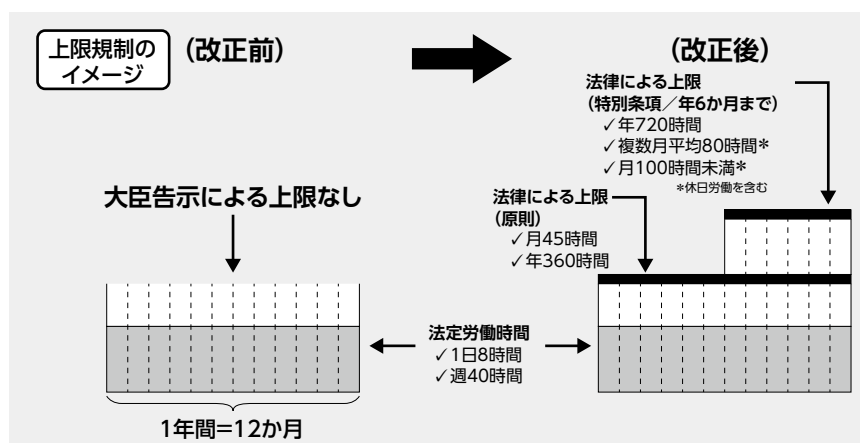 上限規制の
イメージ
(改正前)
(改正後)
法律による上限
(特別条項／年6か月まで)
✓年720時間
✓複数月平均80時間*
✓月100時間未満*
*休日労働を含む
大臣告示による上限なし
法律による上限
(原則)
✓月45時間
✓年360時間
法定労働時間
✓1日8時間
✓週40時間
1年間=12か月